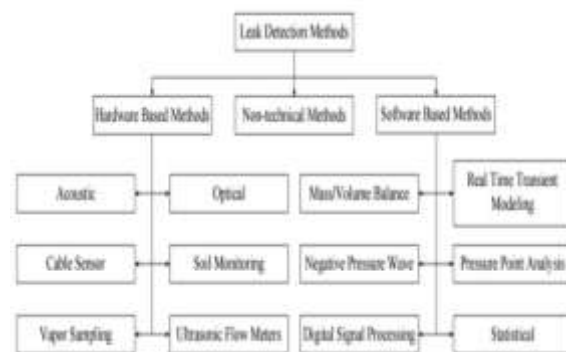 Leak Detection Methods
Hardware Based Methods
Non-technical Methods
Software Based Methods
Acoustic
Optical
Mass/Volume Balance
Real Time Transient
Modeling
Cable Sensor
Soil Monitoring
Negative Pressure Wave
Pressure Point Analysis
Vapor Sampling
Ultrasonic Flow Meters
Digital Signal Processing
Statistical